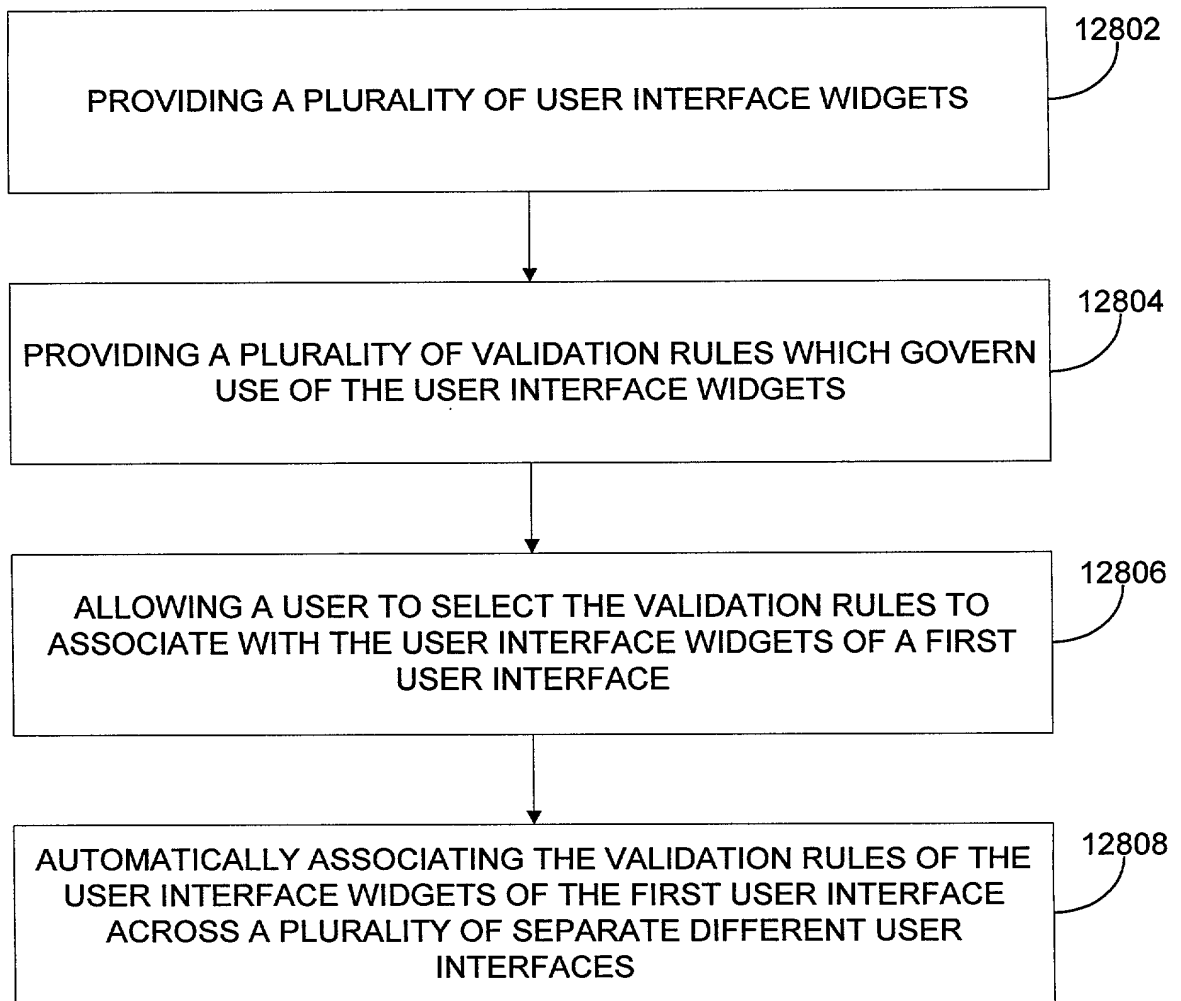 12802
PROVIDING A PLURALITY OF USER INTERFACE WIDGETS
12804
PROVIDING A PLURALITY OF VALIDATION RULES WHICH GOVERN
USE OF THE USER INTERFACE WIDGETS
12806
ALLOWING A USER TO SELECT THE VALIDATION RULES TO
ASSOCIATE WITH THE USER INTERFACE WIDGETS OF A FIRST
USER INTERFACE
12808
AUTOMATICALLY ASSOCIATING THE VALIDATION RULES OF THE
USER INTERFACE WIDGETS OF THE FIRST USER INTERFACE
ACROSS A PLURALITY OF SEPARATE DIFFERENT USER
INTERFACES